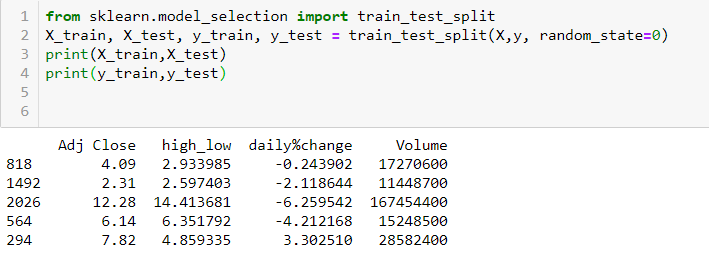 1 from sklearn.model_selection import train_test_split
2 X_train, X_test, y_train, y_test = train_test_split(X,y, random_state=0)
3 print(X_train,X_test)
4 print(y_train,y_test)
5
6
Adj Close high_low daily%change Volume
818 4.09 2.933985 -0.243902 17270600
1492 2.31 2.597403 -2.118644 11448700
2026 12.28 14.413681 -6.259542 167454400
564 6.14 6.351792 -4.212168 15248500
294 7.82 4.859335 3.302510 28582400